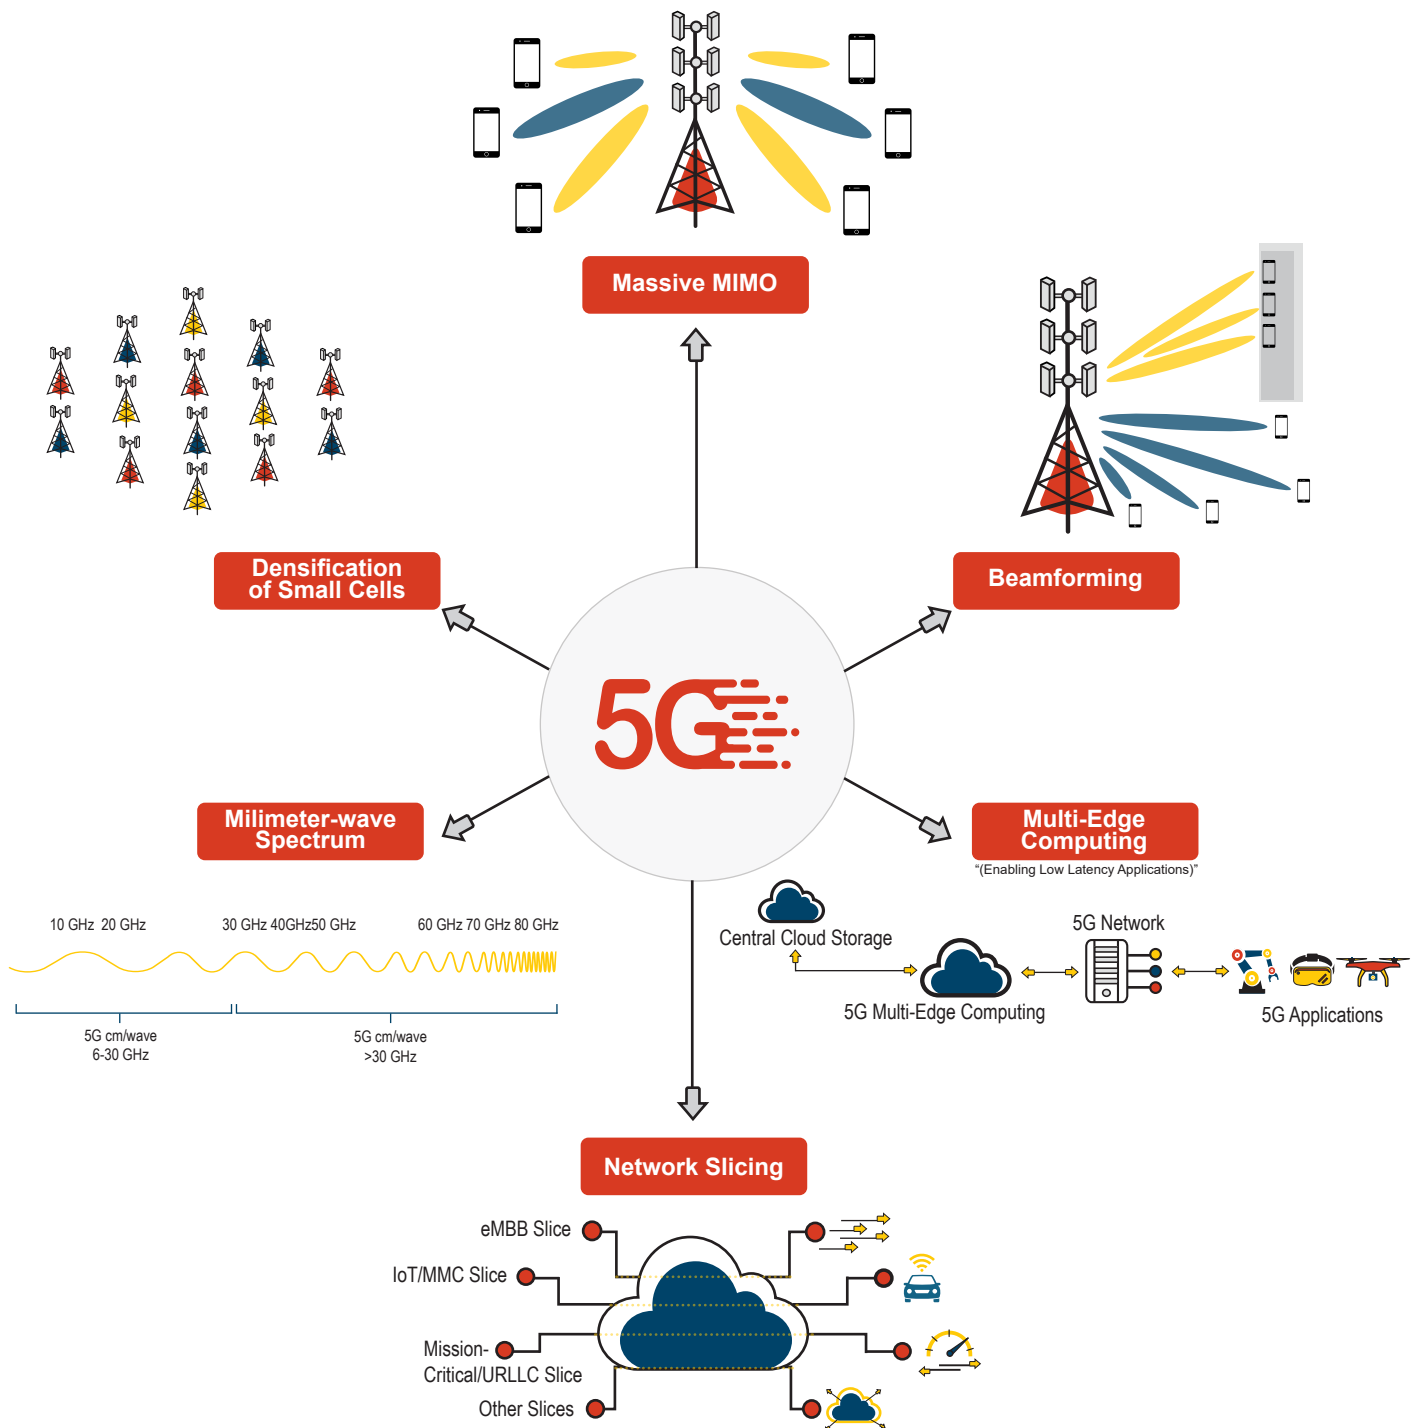 Massive MIMO
Densification
of Small Cells
Beamforming
5G
Milimeter-wave
Spectrum
Multi-Edge
Computing
“(Enabling Low Latency Applications)”
10 GHz 20 GHz 30 GHz 40GHz50 GHz 60 GHz 70 GHz 80 GHz
5G cm/wave
6-30 GHz
5G cm/wave
>30 GHz
Central Cloud Storage
5G Network
5G Multi-Edge Computing
5G Applications
Network Slicing
eMBB Slice
IoT/MMC Slice
Mission-
Critical/URLLC Slice
Other Slices